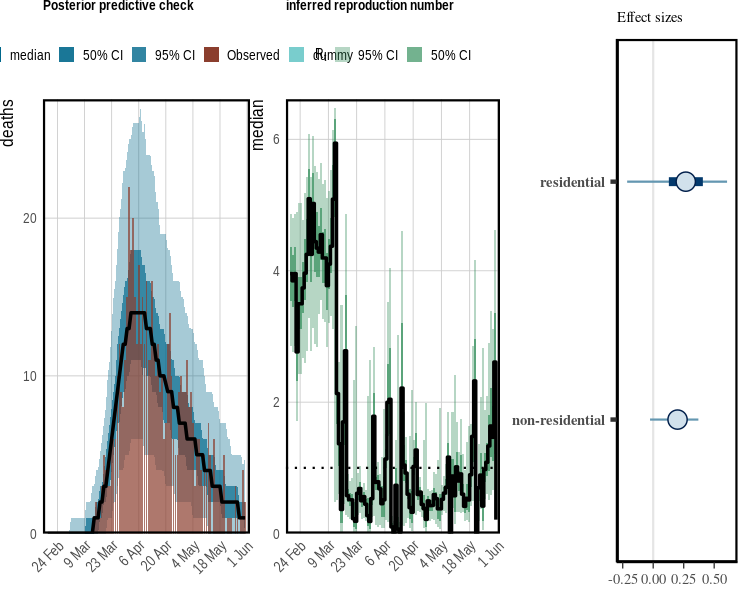 Posterior predictive check
inferred reproduction number
Effect sizes
median 50% CI 95% CI Observed dummy
R 95% CI 50% CI
deaths
20
10
0
24 Feb 9 Mar 23 Mar 6 Apr 20 Apr 4 May 18 May 1 Jun
median
6
4
2
0
24 Feb 9 Mar 23 Mar 6 Apr 20 Apr 4 May 18 May 1 Jun
residential
non-residential
-0.25 0.00 0.25 0.50